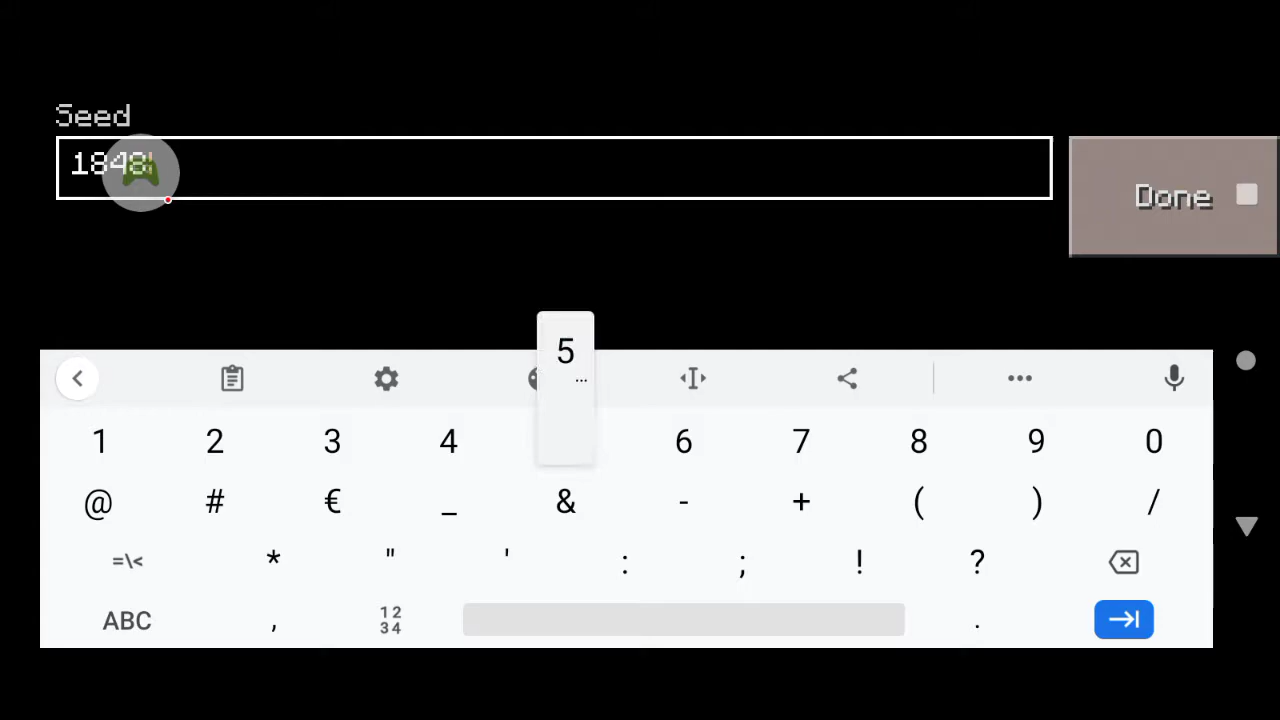 Seed
1848
Done
5
...
1 2 3 4 6 7 8 9 0
@ # € _ & - + ( ) /
=\< * " ' : ; ! ?
ABC , 12 .
34